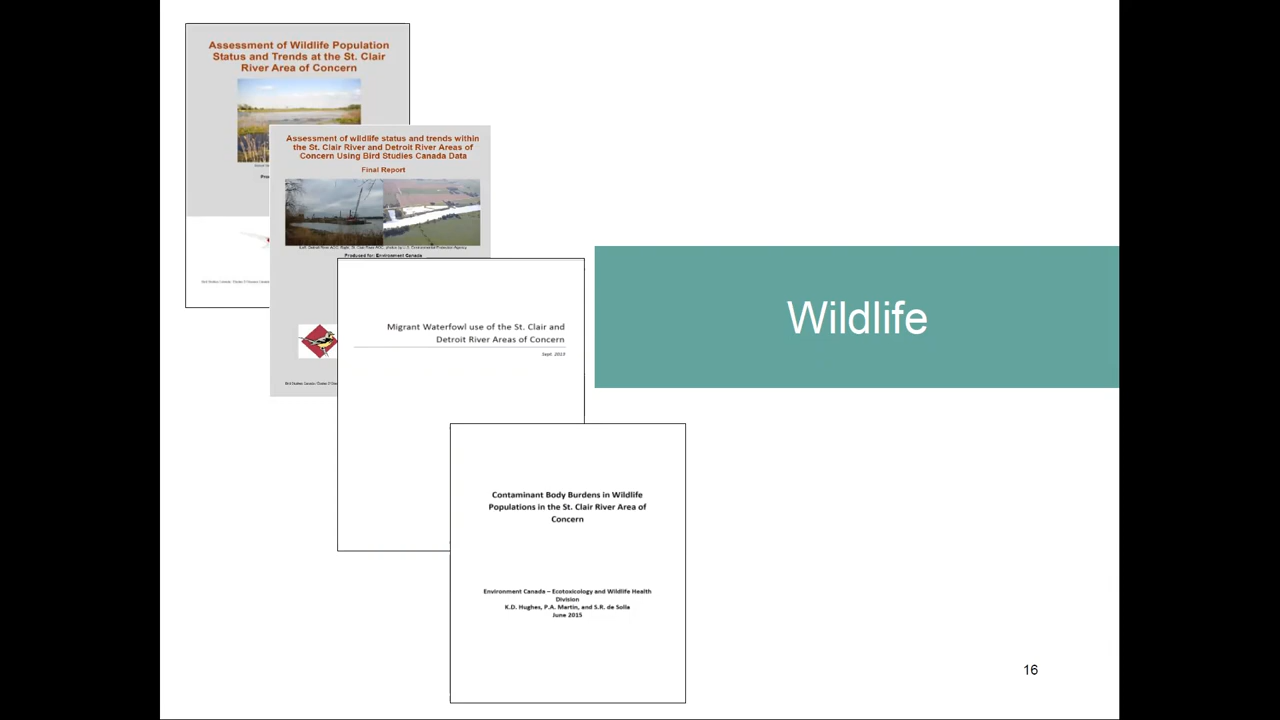 Assessment of Wildlife Population
Status and Trends at the St. Clair
River Area of Concern
Assessment of wildlife status and trends within
the St. Clair River and Detroit River Areas of
Concern Using Bird Studies Canada Data
Final Report
Produced for: Environment Canada
Migrant Waterfowl use of the St. Clair and
Detroit River Areas of Concern
Sept. 2013
Contaminant Body Burdens in Wildlife
Populations in the St. Clair River Area of
Concern
Environment Canada – Ecotoxicology and Wildlife Health
Division
K.D. Hughes, P.A. Martin, and S.R. de Solla
June 2015
Wildlife
16